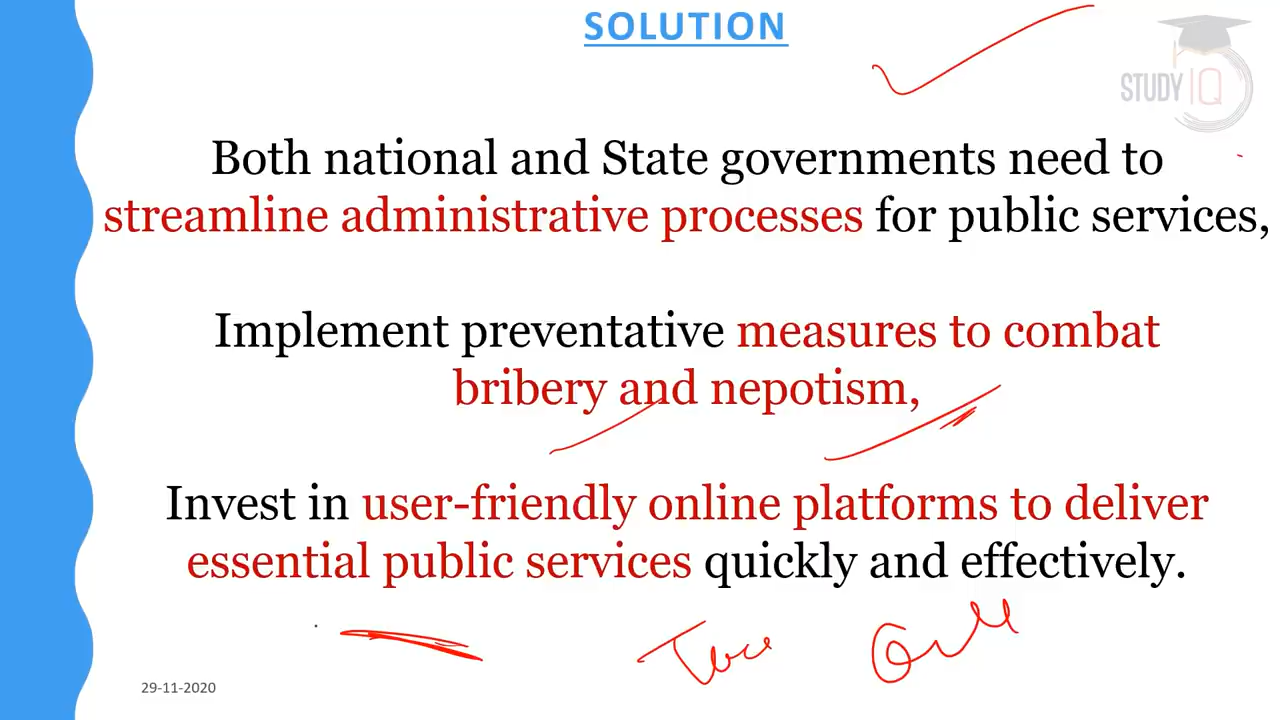 SOLUTION
STUDY IQ
Both national and State governments need to
streamline administrative processes for public services,
Implement preventative measures to combat
bribery and nepotism,
Invest in user-friendly online platforms to deliver
essential public services quickly and effectively.
29-11-2020